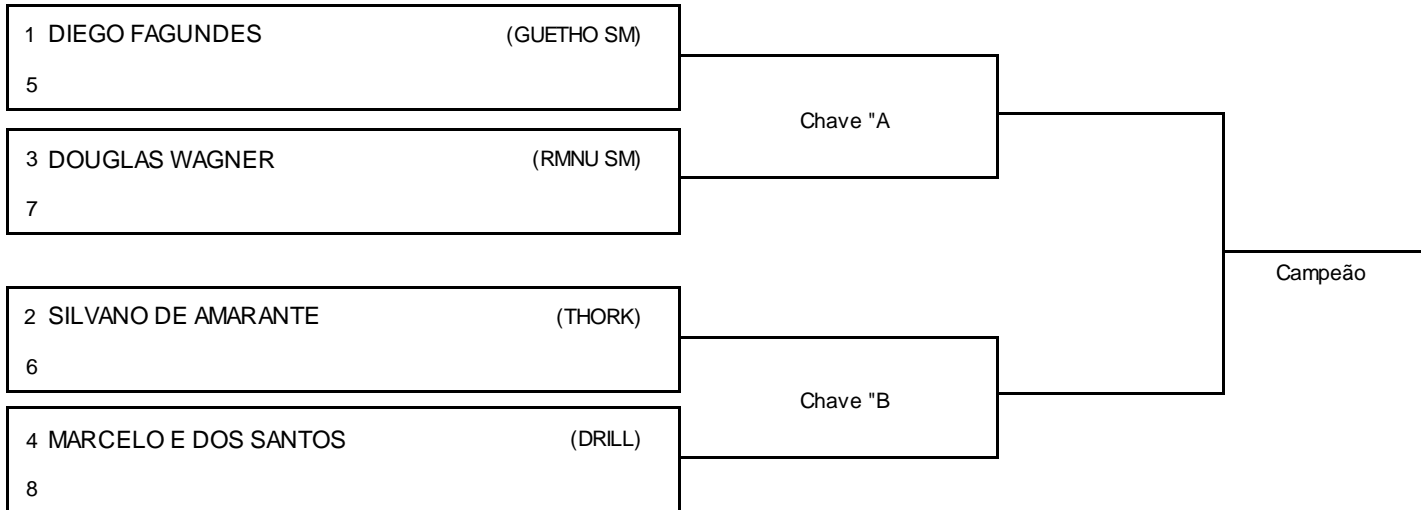 1 DIEGO FAGUNDES (GUETHO SM)
5
Chave "A
3 DOUGLAS WAGNER (RMNU SM)
7
Campeão
2 SILVANO DE AMARANTE (THORK)
6
Chave "B
4 MARCELO E DOS SANTOS (DRILL)
8